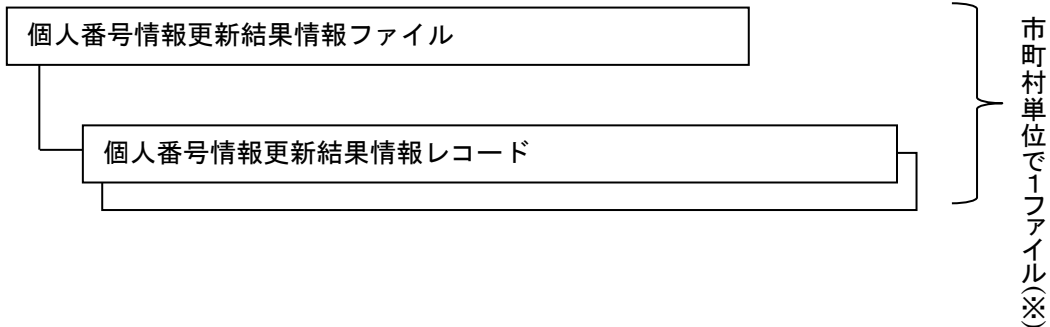 個人番号情報更新結果情報ファイル
個人番号情報更新結果情報レコード
市町村単位で1ファイル(※)